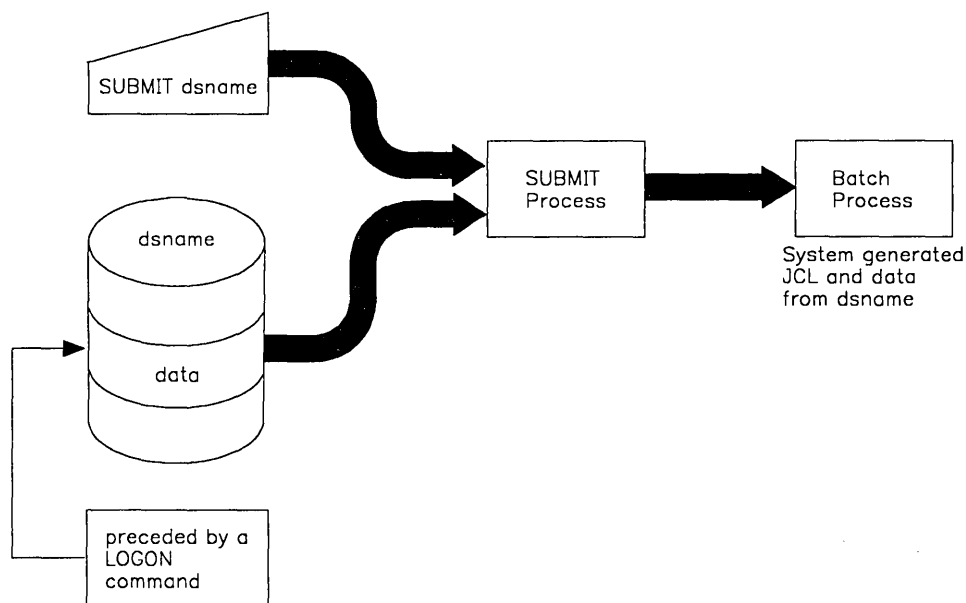 SUBMIT dsname
dsname
data
preceded by a
LOGON
command
SUBMIT
Process
Batch
Process
System generated
JCL and data
from dsname